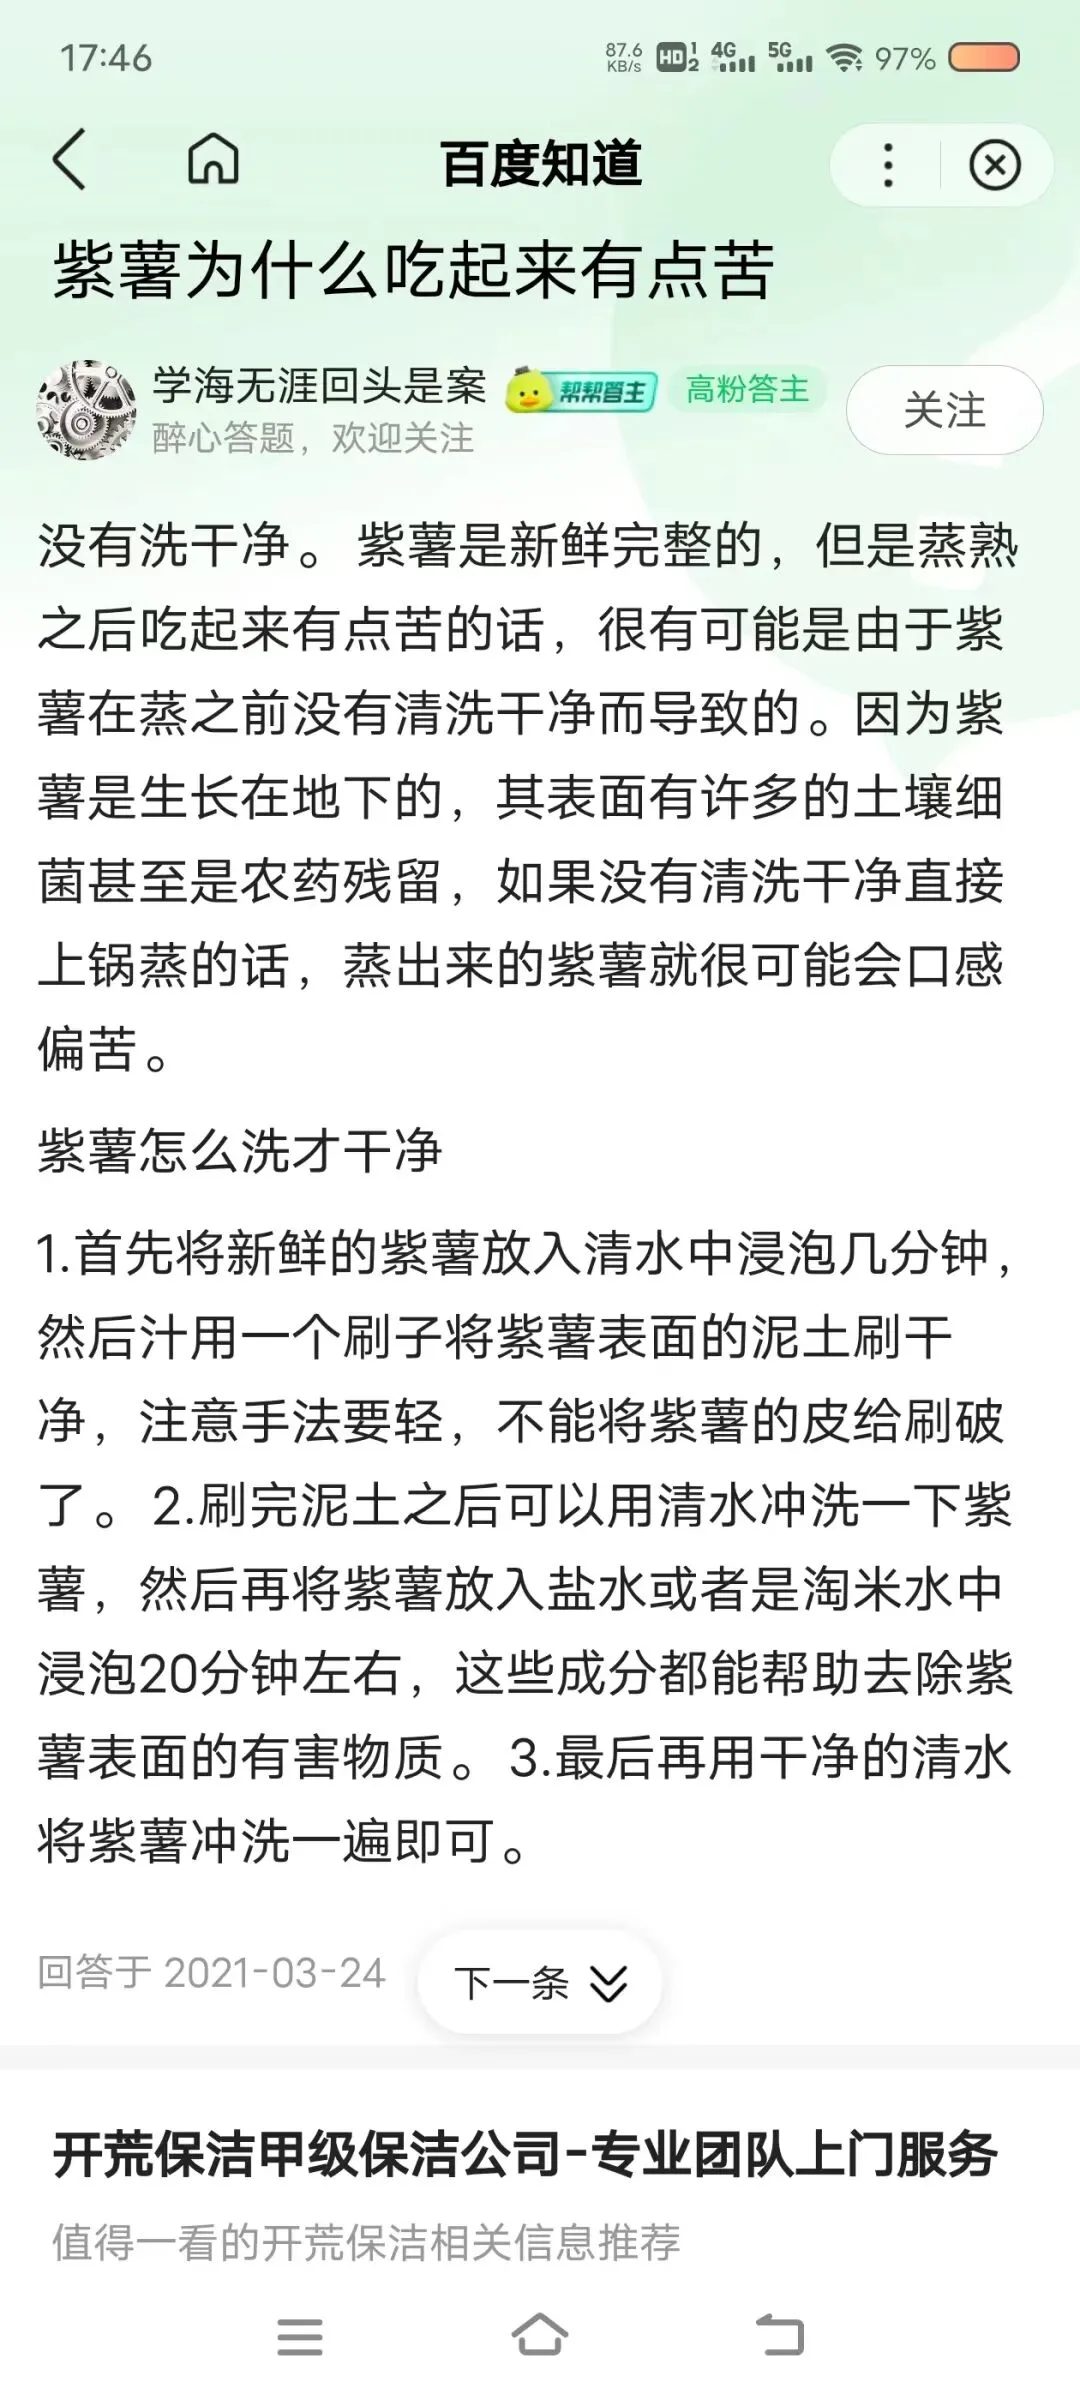 17:46
87.6 KB/s HD 1 2 4G 5G 97%
百度知道
紫薯为什么吃起来有点苦
学海无涯回头是案 帮帮答主 高粉答主
关注
醉心答题，欢迎关注
没有洗干净。紫薯是新鲜完整的，但是蒸熟
之后吃起来有点苦的话，很有可能是由于紫
薯在蒸之前没有清洗干净而导致的。因为紫
薯是生长在地下的，其表面有许多的土壤细
菌甚至是农药残留，如果没有清洗干净直接
上锅蒸的话，蒸出来的紫薯就很可能会口感
偏苦。
紫薯怎么洗才干净
1.首先将新鲜的紫薯放入清水中浸泡几分钟，
然后汁用一个刷子将紫薯表面的泥土刷干
净，注意手法要轻，不能将紫薯的皮给刷破
了。2.刷完泥土之后可以用清水冲洗一下紫
薯，然后再将紫薯放入盐水或者是淘米水中
浸泡20分钟左右，这些成分都能帮助去除紫
薯表面的有害物质。3.最后再用干净的清水
将紫薯冲洗一遍即可。
回答于 2021-03-24
下一条
开荒保洁甲级保洁公司-专业团队上门服务
值得一看的开荒保洁相关信息推荐